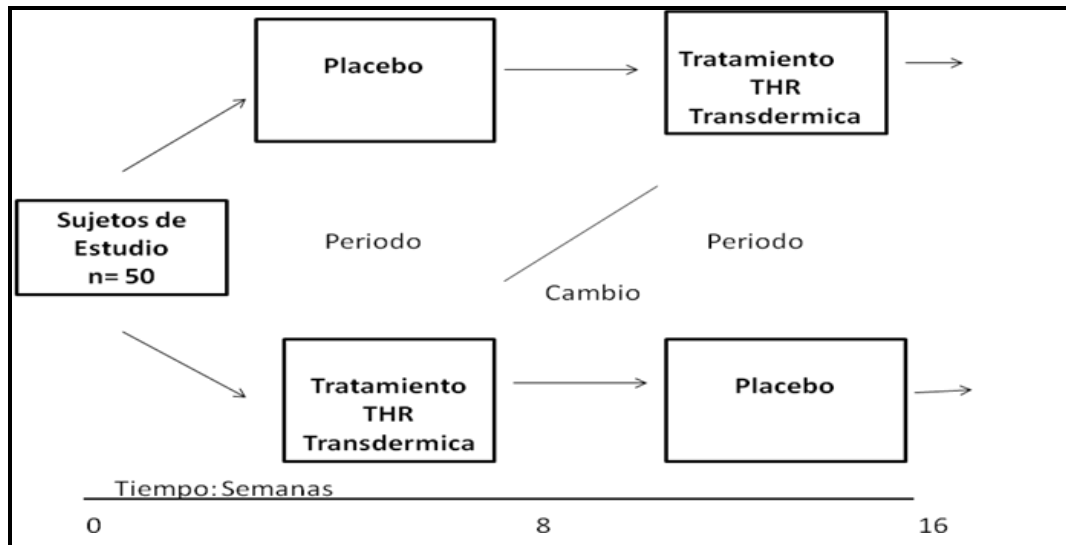 Placebo
Tratamiento
THR
Transdermica
Sujetos de
Estudio
n= 50
Periodo
Periodo
Cambio
Tratamiento
THR
Transdermica
Placebo
Tiempo: Semanas
0
8
16